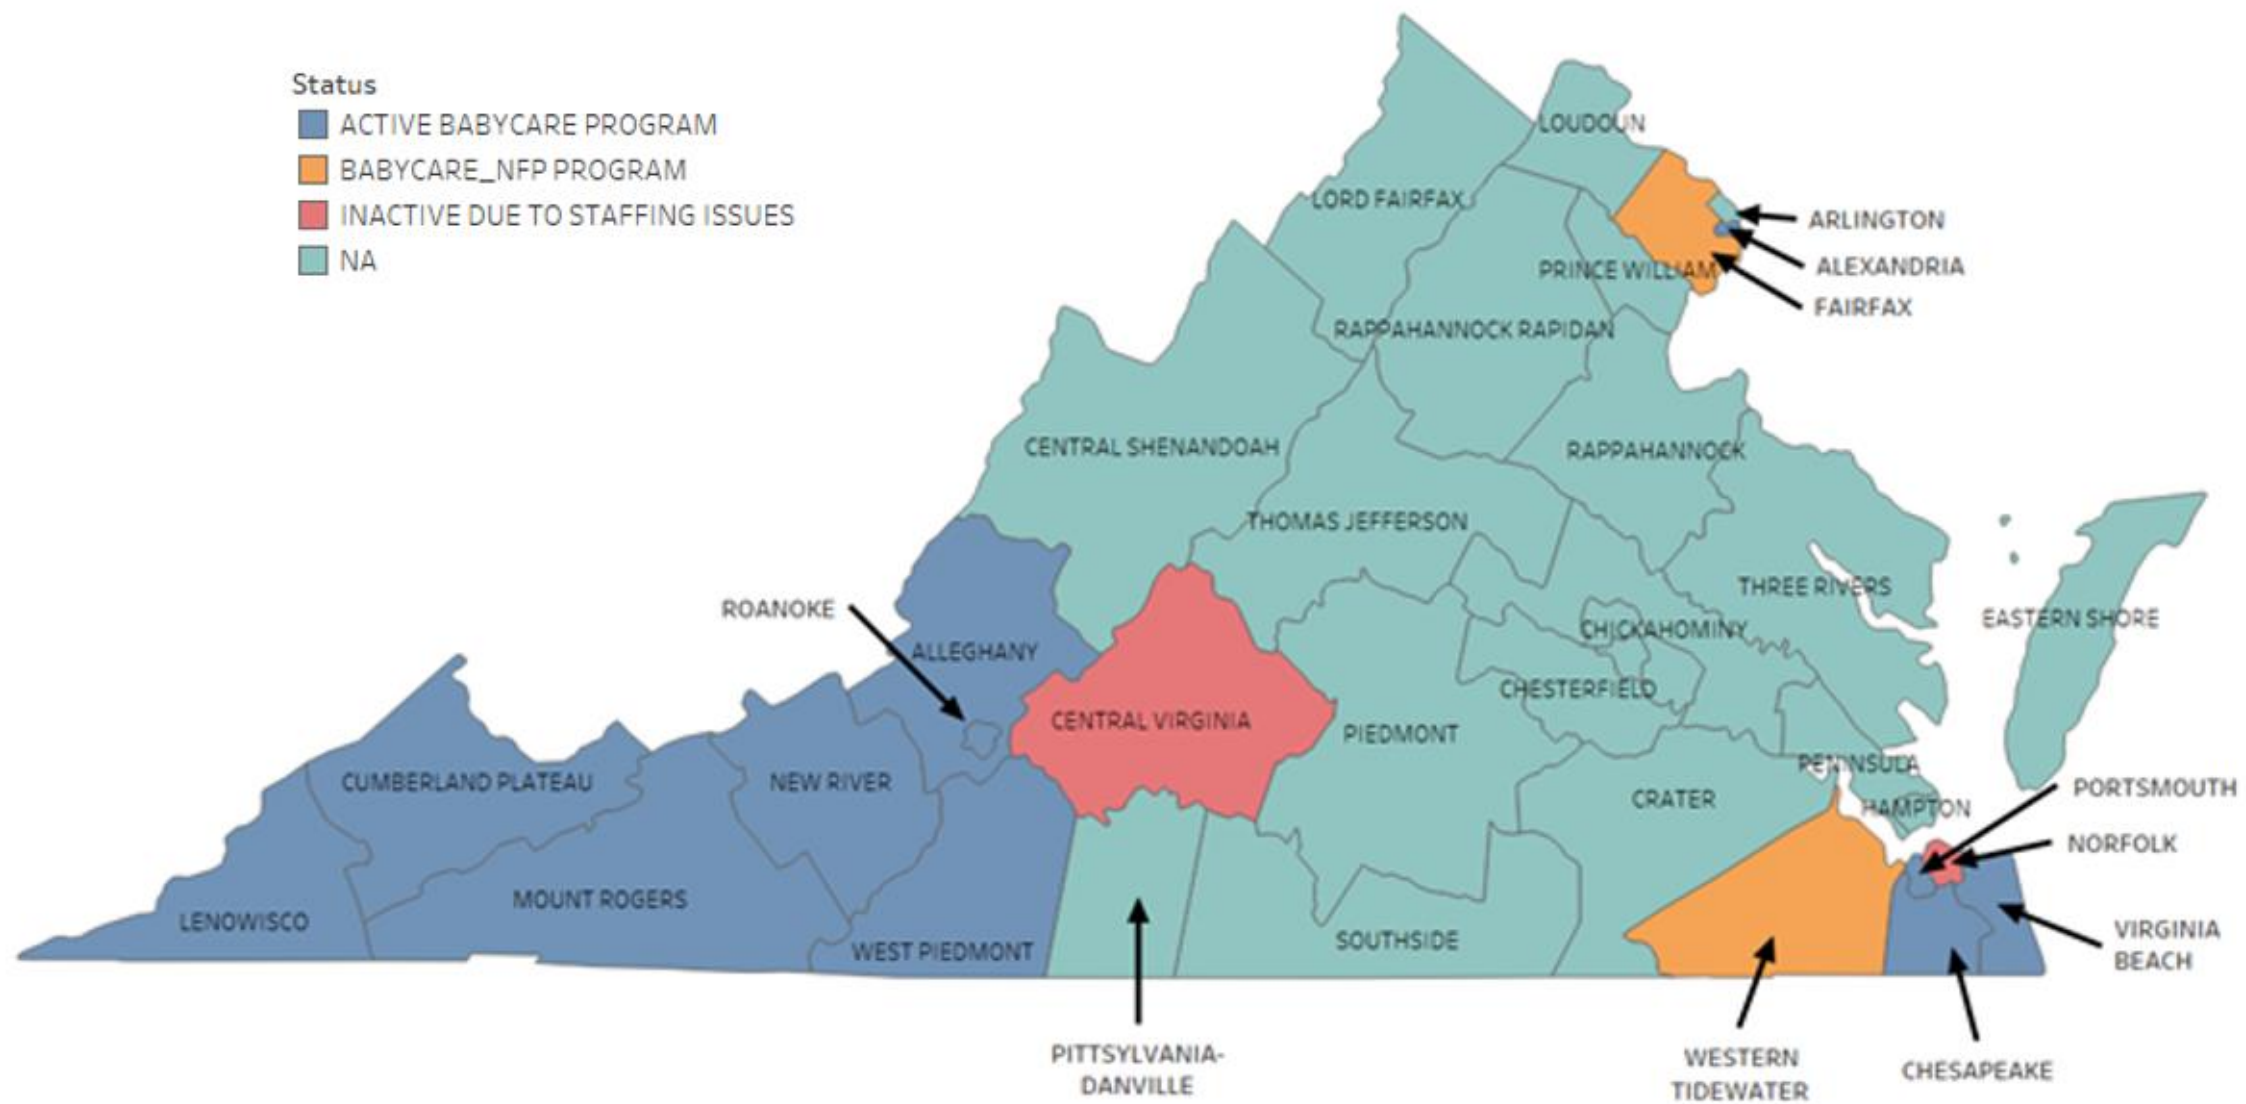 Status
ACTIVE BABYCARE PROGRAM
BABYCARE_NFP PROGRAM
INACTIVE DUE TO STAFFING ISSUES
NA
LOUDOUN
LORD FAIRFAX
ARLINGTON
ALEXANDRIA
PRINCE WILLIAM
FAIRFAX
RAPPAHANNOCK RAPIDAN
CENTRAL SHENANDOAH
RAPPAHANNOCK
THOMAS JEFFERSON
THREE RIVERS
ROANOKE
EASTERN SHORE
CHICKAHOMINY
ALLEGHANY
CHESTERFIELD
CENTRAL VIRGINIA
PIEDMONT
PENINSULA
CUMBERLAND PLATEAU
NEW RIVER
PORTSMOUTH
CRATER
HAMPTON
NORFOLK
MOUNT ROGERS
LENOWISCO
VIRGINIA
BEACH
SOUTHSIDE
WEST PIEDMONT
PITTSYLVANIA-
DANVILLE
WESTERN
TIDEWATER
CHESAPEAKE